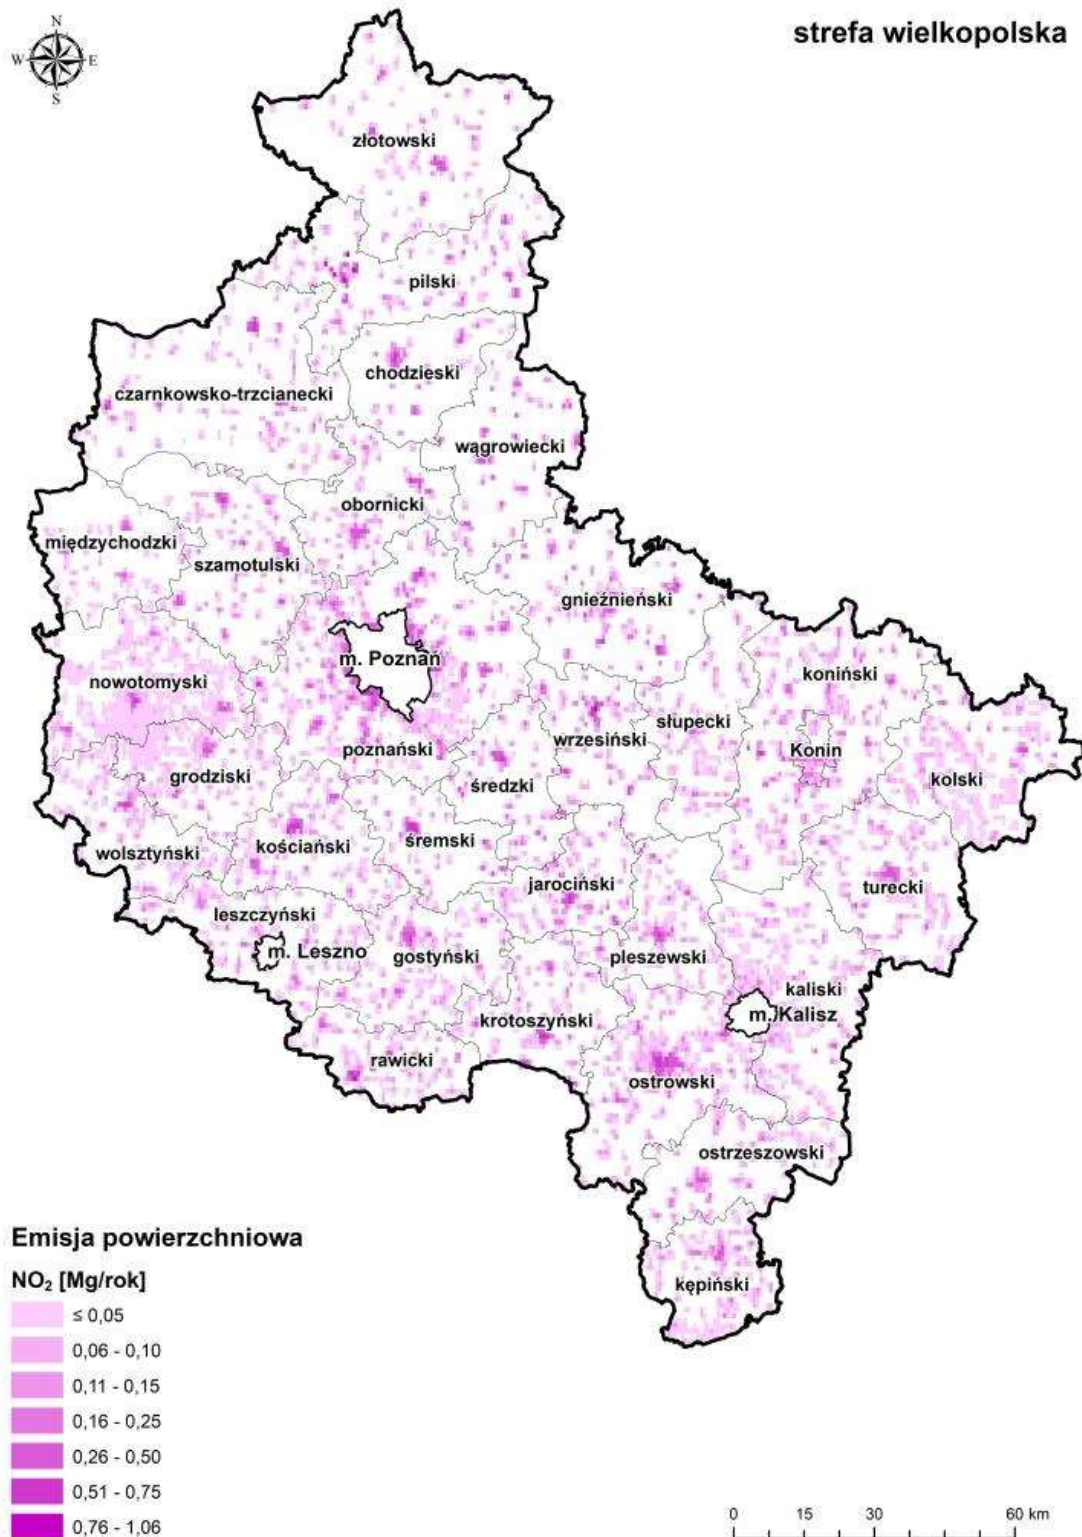 N
strefa wielkopolska
W E
S
złotowski
pilski
chodzieski
czarnkowsko-trzcianecki
wągrowiecki
obornicki
międzychodzki
szamotulski
gnieźnieński
m. Poznań
koniński
nowotomyski
słupecki
wrzesiński
poznański
Konin
grodziski
średzki
kolski
śremski
kościański
wolsztyński
jarociński
turecki
leszczyński
m. Leszno
gostyński
pleszewski
kaliski
m. Kalisz
krotoszyński
rawicki
ostrowski
ostrzeszowski
kępiński
Emisja powierzchniowa
NO₂ [Mg/rok]
≤ 0,05
0,06 - 0,10
0,11 - 0,15
0,16 - 0,25
0,26 - 0,50
0,51 - 0,75
0,76 - 1,06
0 15 30 60 km